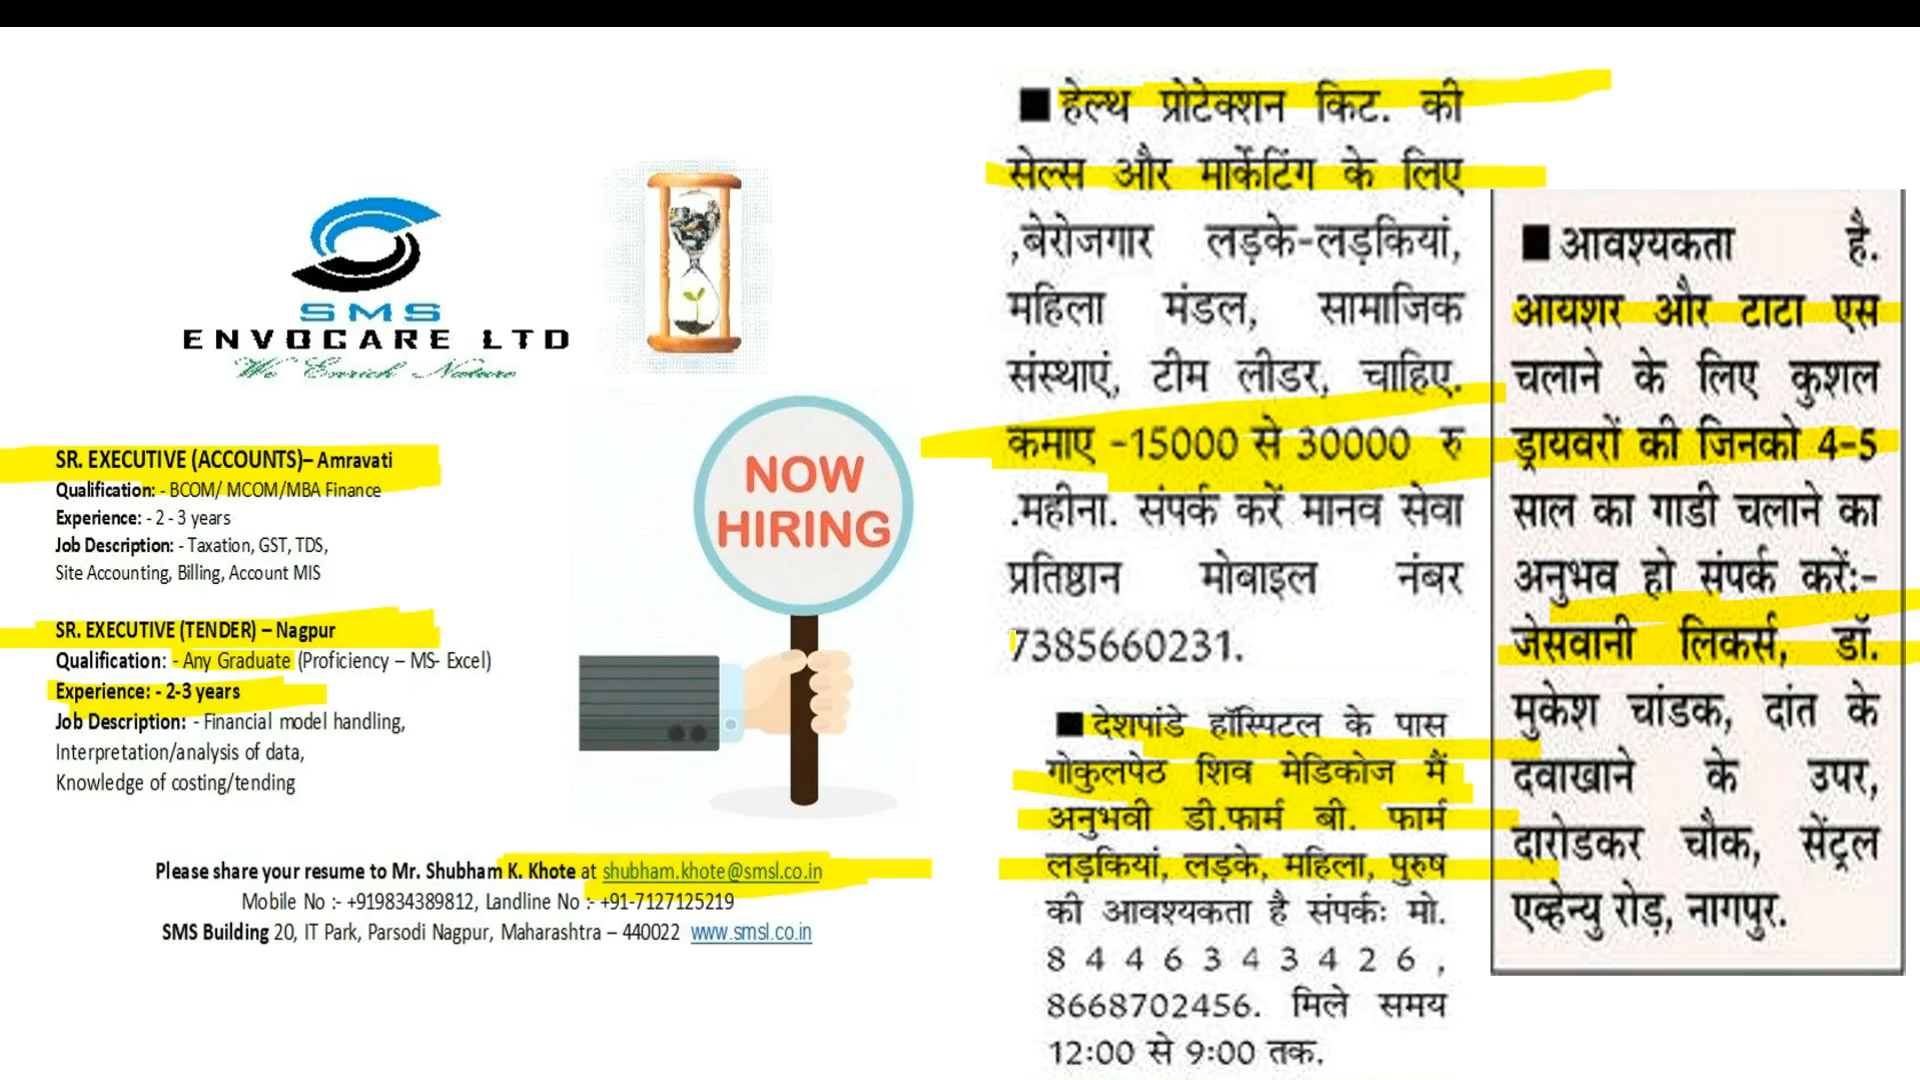 SMS
ENVOCARE LTD
We Enrich Nature
NOW
HIRING
SR. EXECUTIVE (ACCOUNTS)– Amravati
Qualification: - BCOM/ MCOM/MBA Finance
Experience: - 2 - 3 years
Job Description: - Taxation, GST, TDS,
Site Accounting, Billing, Account MIS
SR. EXECUTIVE (TENDER) – Nagpur
Qualification: - Any Graduate (Proficiency – MS- Excel)
Experience: - 2-3 years
Job Description: - Financial model handling,
Interpretation/analysis of data,
Knowledge of costing/tending
Please share your resume to Mr. Shubham K. Khote at shubham.khote@smsl.co.in
Mobile No :- +919834389812, Landline No :- +91-7127125219
SMS Building 20, IT Park, Parsodi Nagpur, Maharashtra – 440022 www.smsl.co.in
■ हेल्थ प्रोटेक्शन किट. की
सेल्स और मार्केटिंग के लिए
,बेरोजगार लड़के-लड़कियां,
महिला मंडल, सामाजिक
संस्थाएं, टीम लीडर, चाहिए.
कमाए -15000 से 30000 रु
.महीना. संपर्क करें मानव सेवा
प्रतिष्ठान मोबाइल नंबर
7385660231.
■ देशपांडे हॉस्पिटल के पास
गोकुलपेठ शिव मेडिकोज मैं
अनुभवी डी.फार्म बी. फार्म
लड़कियां, लड़के, महिला, पुरुष
की आवश्यकता है संपर्कः मो.
8 4 4 6 3 4 3 4 2 6 ,
8668702456. मिले समय
12:00 से 9:00 तक.
■ आवश्यकता है.
आयशर और टाटा एस
चलाने के लिए कुशल
ड्रायवरों की जिनको 4-5
साल का गाडी चलाने का
अनुभव हो संपर्क करें:-
जेसवानी लिकर्स, डॉ.
मुकेश चांडक, दांत के
दवाखाने के उपर,
दारोडकर चौक, सेंट्रल
एव्हेन्यु रोड़, नागपुर.